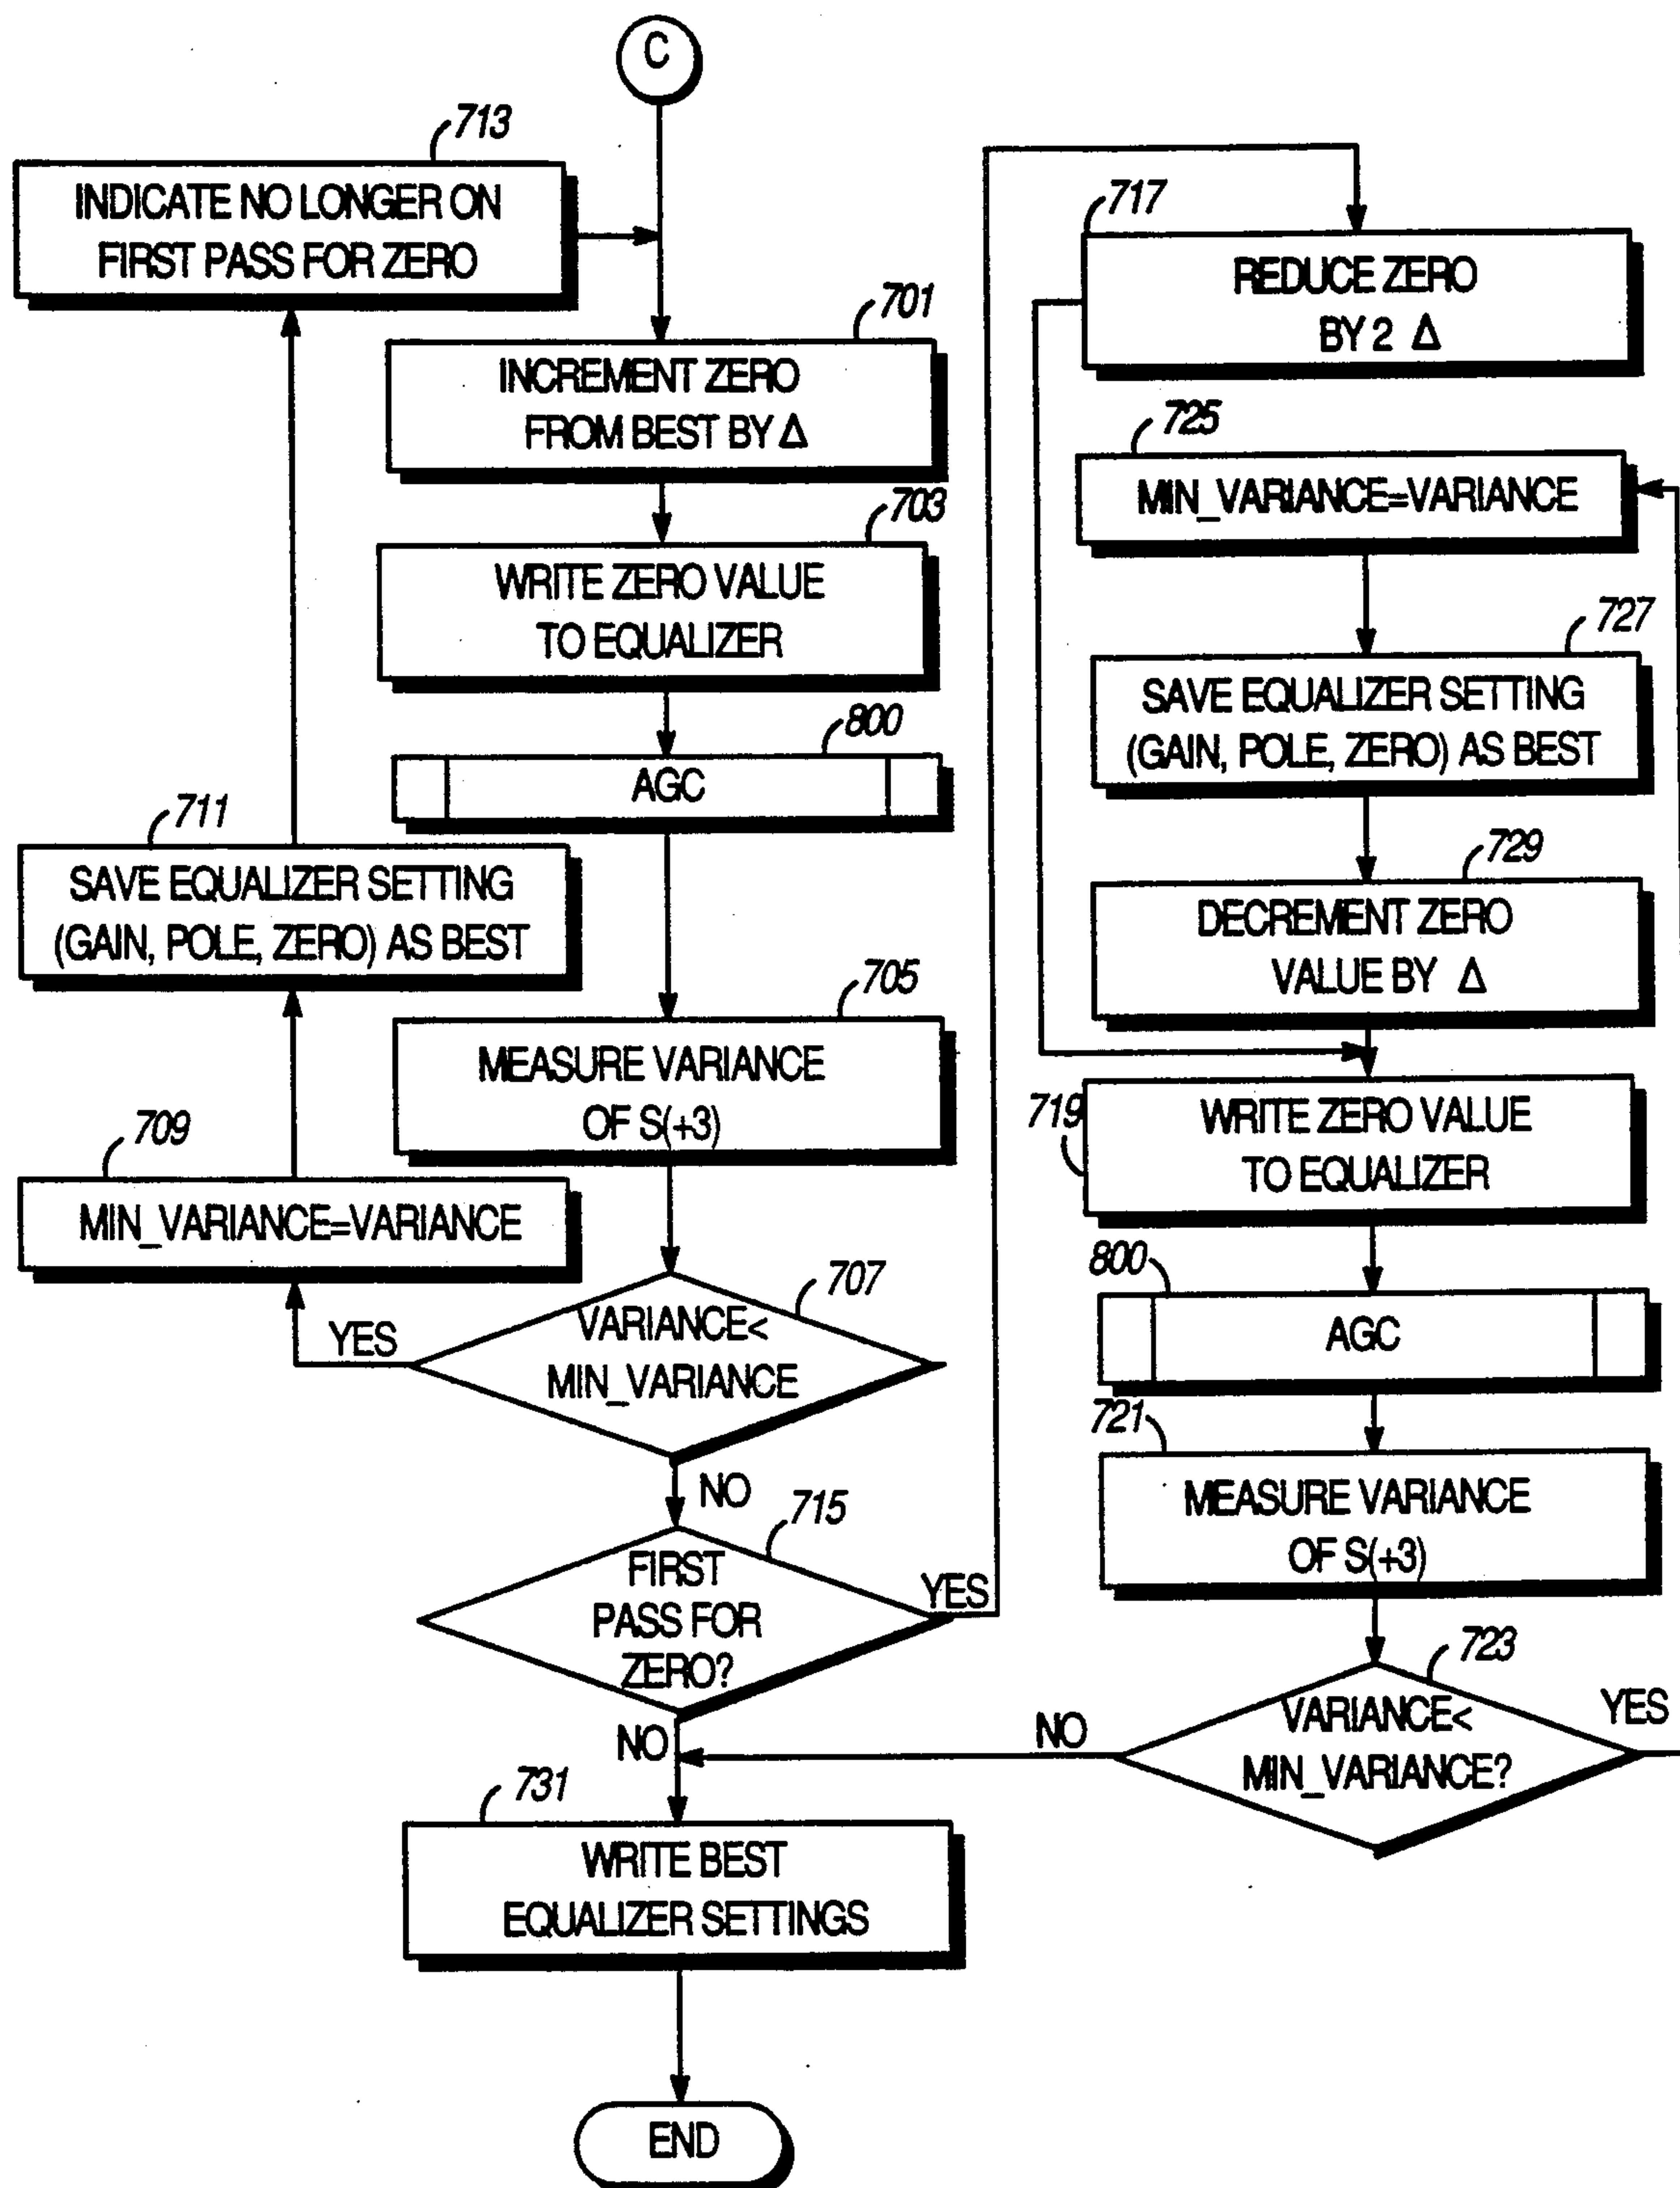 C
713
INDICATE NO LONGER ON
FIRST PASS FOR ZERO
701
INCREMENT ZERO
FROM BEST BY Δ
703
WRITE ZERO VALUE
TO EQUALIZER
800
AGC
711
SAVE EQUALIZER SETTING
(GAIN, POLE, ZERO) AS BEST
705
MEASURE VARIANCE
OF S(+3)
709
MIN_VARIANCE=VARIANCE
707
VARIANCE<
MIN_VARIANCE
YES
NO
715
FIRST
PASS FOR
ZERO?
YES
NO
717
REDUCE ZERO
BY 2 Δ
725
MIN_VARIANCE=VARIANCE
727
SAVE EQUALIZER SETTING
(GAIN, POLE, ZERO) AS BEST
729
DECREMENT ZERO
VALUE BY Δ
719
WRITE ZERO VALUE
TO EQUALIZER
800
AGC
721
MEASURE VARIANCE
OF S(+3)
723
VARIANCE<
MIN_VARIANCE?
YES
NO
731
WRITE BEST
EQUALIZER SETTINGS
END